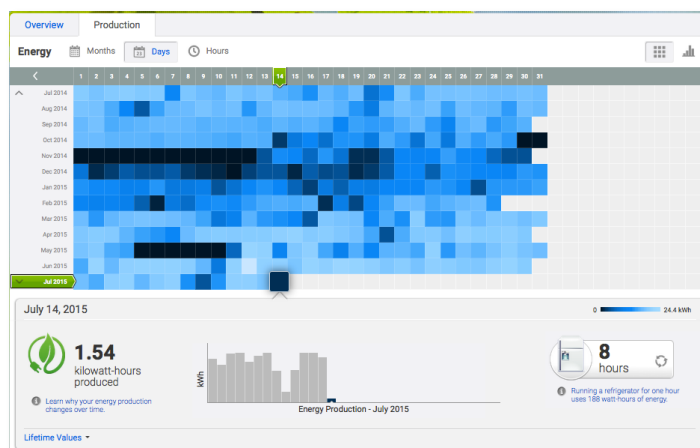 Overview Production
Energy Months 23 Days Hours
1 2 3 4 5 6 7 8 9 10 11 12 13 14 15 16 17 18 19 20 21 22 23 24 25 26 27 28 29 30 31
Jul 2014
Aug 2014
Sep 2014
Oct 2014
Nov 2014
Dec 2014
Jan 2015
Feb 2015
Mar 2015
Apr 2015
May 2015
Jun 2015
Jul 2015
July 14, 2015
0 24.4 kWh
1.54
kilowatt-hours
produced
Learn why your energy production
changes over time.
kWh
Energy Production - July 2015
8
hours
Running a refrigerator for one hour
uses 188 watt-hours of energy.
Lifetime Values